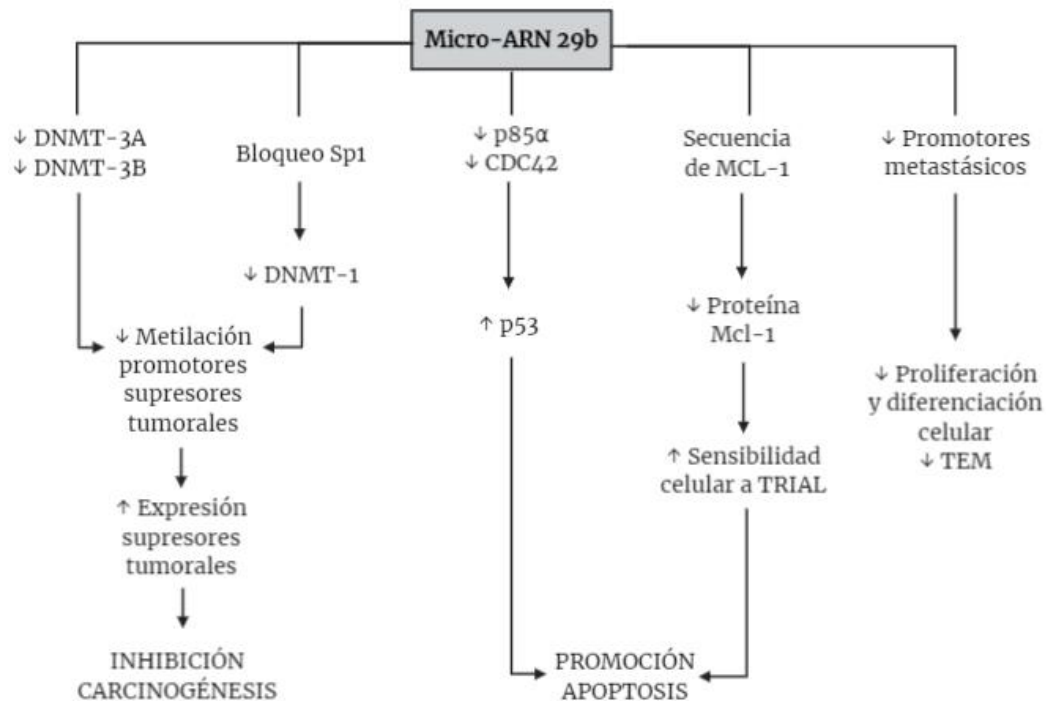 Micro-ARN 29b
↓ DNMT-3A
↓ DNMT-3B
Bloqueo Sp1
↓ DNMT-1
↓ Metilación
promotores
supresores
tumorales
↑ Expresión
supresores
tumorales
INHIBICIÓN
CARCINOGÉNESIS
↓ p85α
↓ CDC42
↑ p53
Secuencia
de MCL-1
↓ Proteína
Mcl-1
↑ Sensibilidad
celular a TRIAL
PROMOCIÓN
APOPTOSIS
↓ Promotores
metastásicos
↓ Proliferación
y diferenciación
celular
↓ TEM